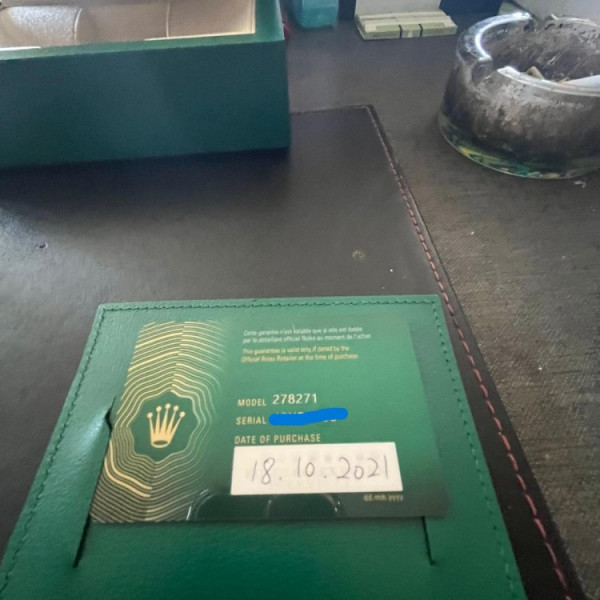 Cette garantie n'est valable que si elle est datée
par le détaillant officiel Rolex au moment de l'achat
This guarantee is valid only if dated by the
Official Rolex Retailer at the time of purchase
MODEL 278271
SERIAL
DATE OF PURCHASE
18.10.2021